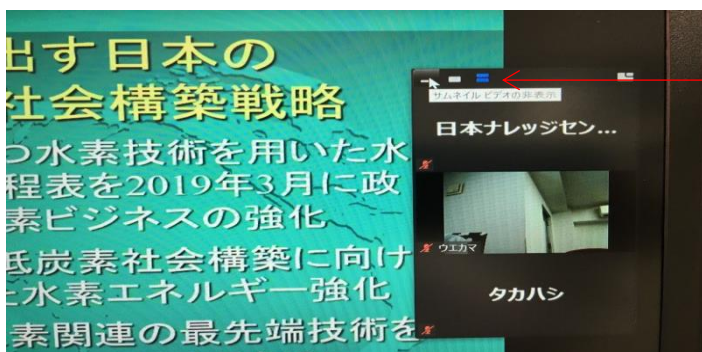 出す日本の
社会構築戦略
つ水素技術を用いた水
程表を2019年3月に政
素ビジネスの強化
低炭素社会構築に向け
た水素エネルギー強化
素関連の最先端技術を
サムネイル ビデオの非表示
日本ナレッジセン...
ウエカマ
タカハシ